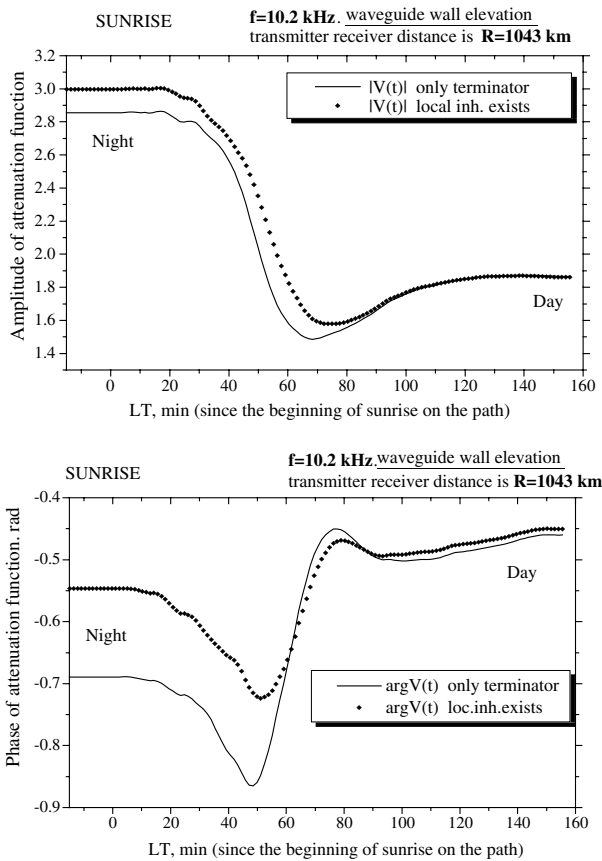 SUNRISE
f=10.2 kHz. waveguide wall elevation
transmitter receiver distance is R=1043 km
3.2
3.0
2.8
2.6
2.4
2.2
2.0
1.8
1.6
1.4
Amplitude of attenuation function
|V(t)| only terminator
|V(t)| local inh. exists
Night
Day
0 20 40 60 80 100 120 140 160
LT, min (since the beginning of sunrise on the path)
SUNRISE
f=10.2 kHz. waveguide wall elevation
transmitter receiver distance is R=1043 km
-0.4
-0.5
-0.6
-0.7
-0.8
-0.9
Phase of attenuation function. rad
Day
Night
argV(t) only terminator
argV(t) loc.inh.exists
0 20 40 60 80 100 120 140 160
LT, min (since the beginning of sunrise on the path)